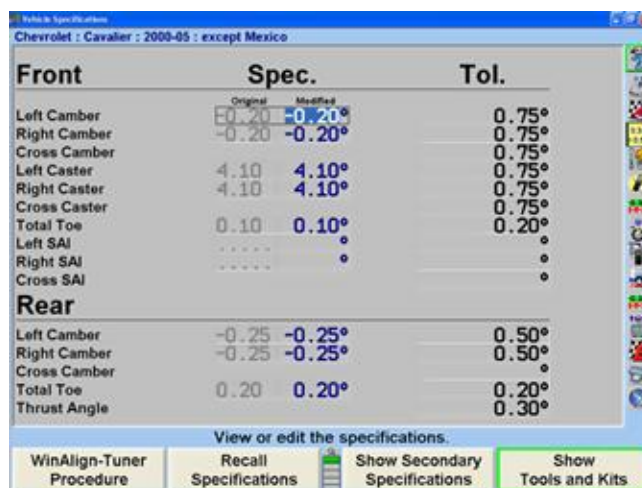 Vehicle Specifications
Chevrolet : Cavalier : 2000-05 : except Mexico
Front Spec. Tol.
Original Modified
Left Camber -0.20 -0.20° 0.75°
Right Camber -0.20 -0.20° 0.75°
Cross Camber 0.75°
Left Caster 4.10 4.10° 0.75°
Right Caster 4.10 4.10° 0.75°
Cross Caster 0.75°
Total Toe 0.10 0.10° 0.20°
Left SAI ..... ° °
Right SAI ..... ° °
Cross SAI °
Rear
Left Camber -0.25 -0.25° 0.50°
Right Camber -0.25 -0.25° 0.50°
Cross Camber °
Total Toe 0.20 0.20° 0.20°
Thrust Angle 0.30°
View or edit the specifications.
WinAlign-Tuner Recall Show Secondary Show
Procedure Specifications Specifications Tools and Kits